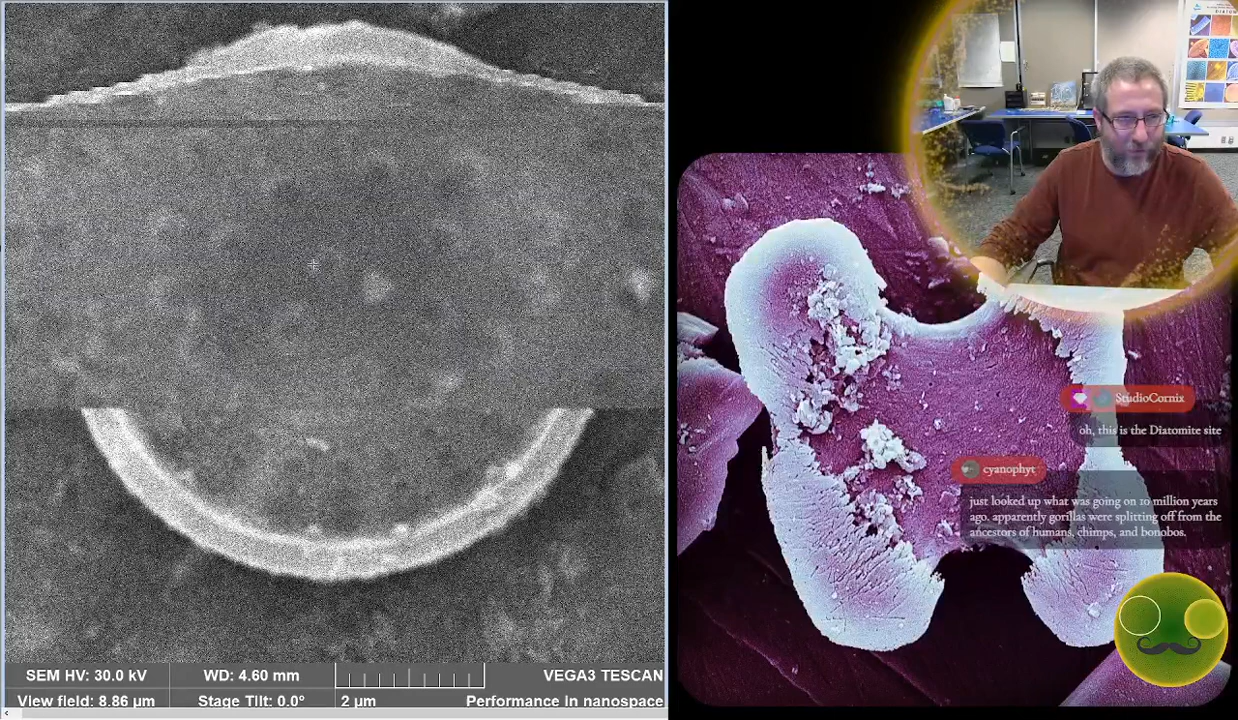 SEM HV: 30.0 kV
WD: 4.60 mm
VEGA3 TESCAN
View field: 8.86 µm
Stage Tilt: 0.0°
2 µm
Performance in nanospace
StudioCornix
oh, this is the Diatomite site
cyanophyt
just looked up what was going on 10 million years
ago. apparently gorillas were splitting off from the
ancestors of humans, chimps, and bonobos.